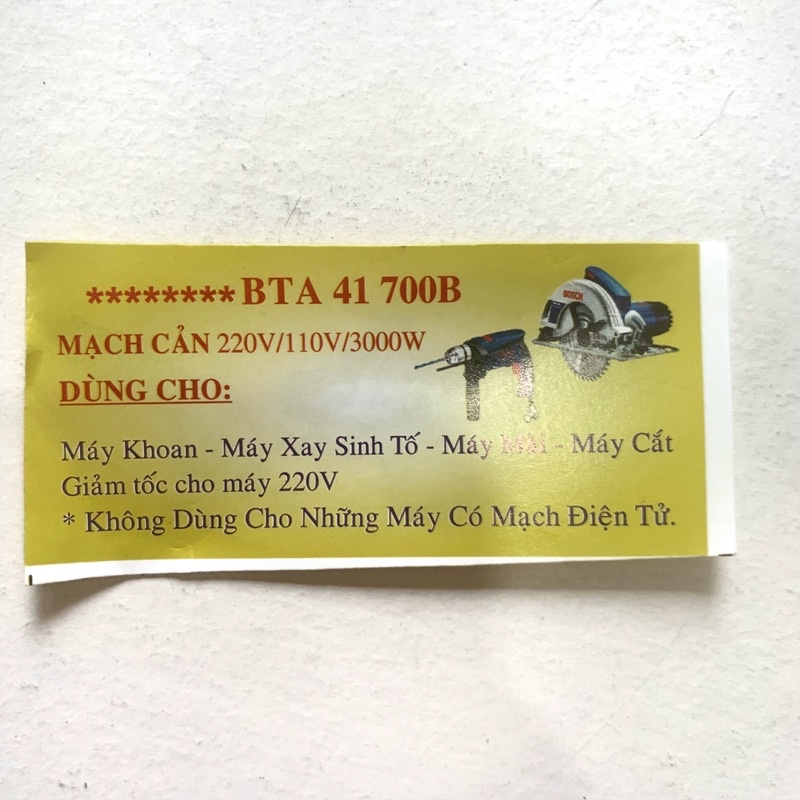 ******** BTA 41 700B
MẠCH CẢN 220V/110V/3000W
DÙNG CHO:
BOSCH
Máy Khoan - Máy Xay Sinh Tố - Máy Mài - Máy Cắt
Giảm tốc cho máy 220V
* Không Dùng Cho Những Máy Có Mạch Điện Tử.